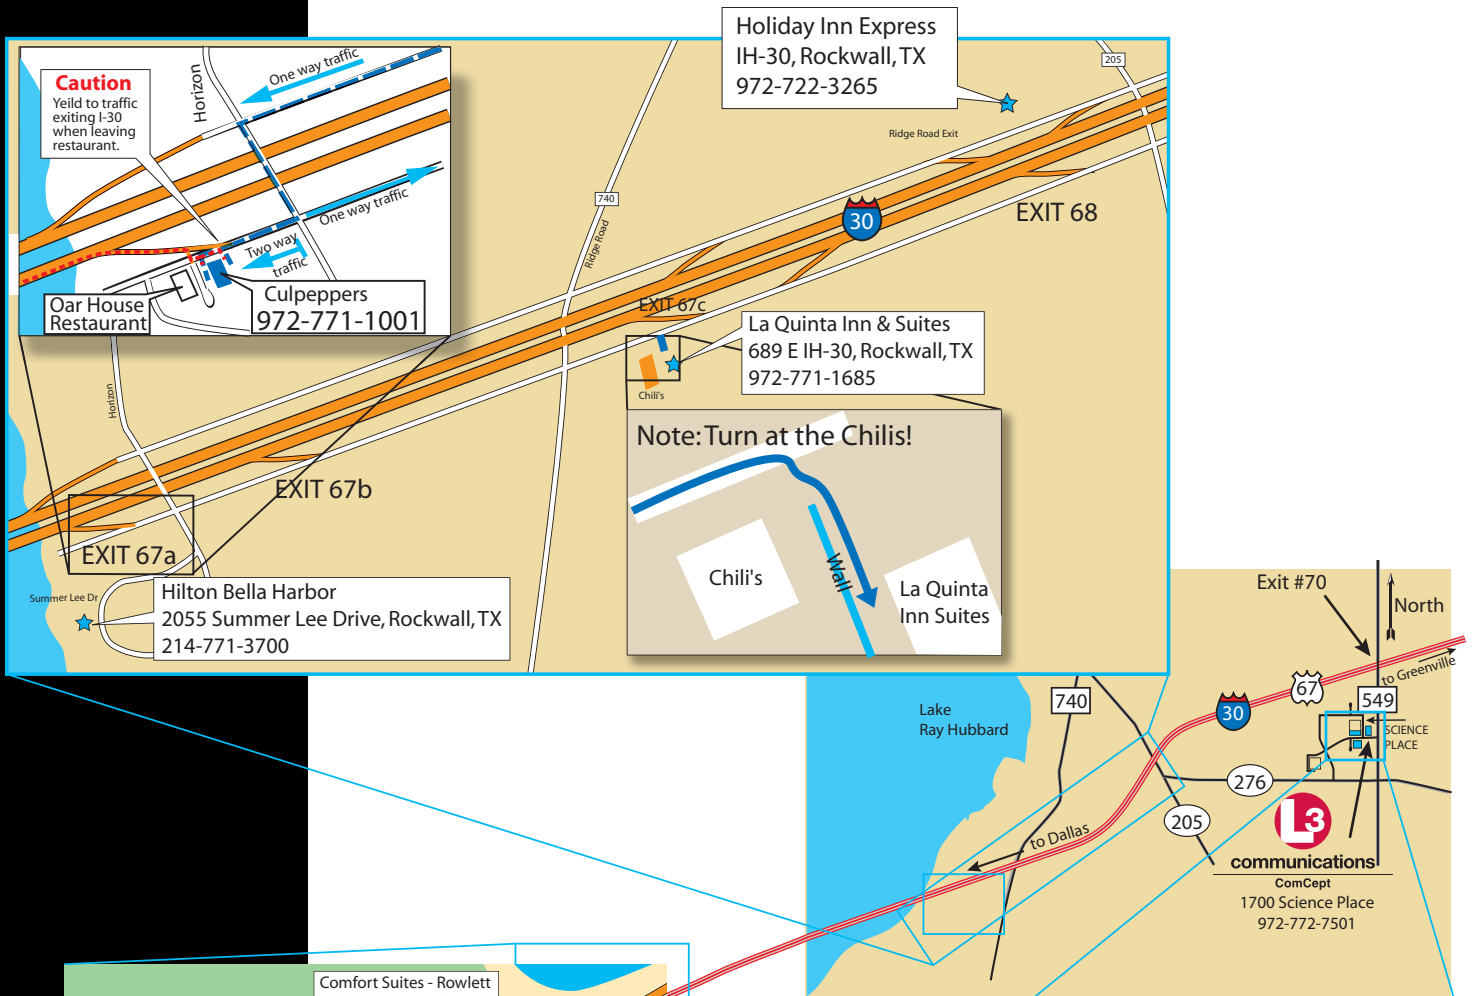 Holiday Inn Express
IH-30, Rockwall, TX
972-722-3265
205
Caution
Yeild to traffic
exiting I-30
when leaving
restaurant.
Horizon
One way traffic
One way traffic
Two way
traffic
Oar House
Restaurant
Culpeppers
972-771-1001
Ridge Road Exit
740
Ridge Road
30
EXIT 68
EXIT 67c
La Quinta Inn & Suites
689 E IH-30, Rockwall, TX
972-771-1685
Chili's
Horizon
Note: Turn at the Chilis!
Chili's
Wall
La Quinta
Inn Suites
EXIT 67b
EXIT 67a
Summer Lee Dr
Hilton Bella Harbor
2055 Summer Lee Drive, Rockwall, TX
214-771-3700
Exit #70
North
to Greenville
67
30
549
740
Lake
Ray Hubbard
SCIENCE
PLACE
276
205
to Dallas
L3
communications
ComCept
1700 Science Place
972-772-7501
Comfort Suites - Rowlett